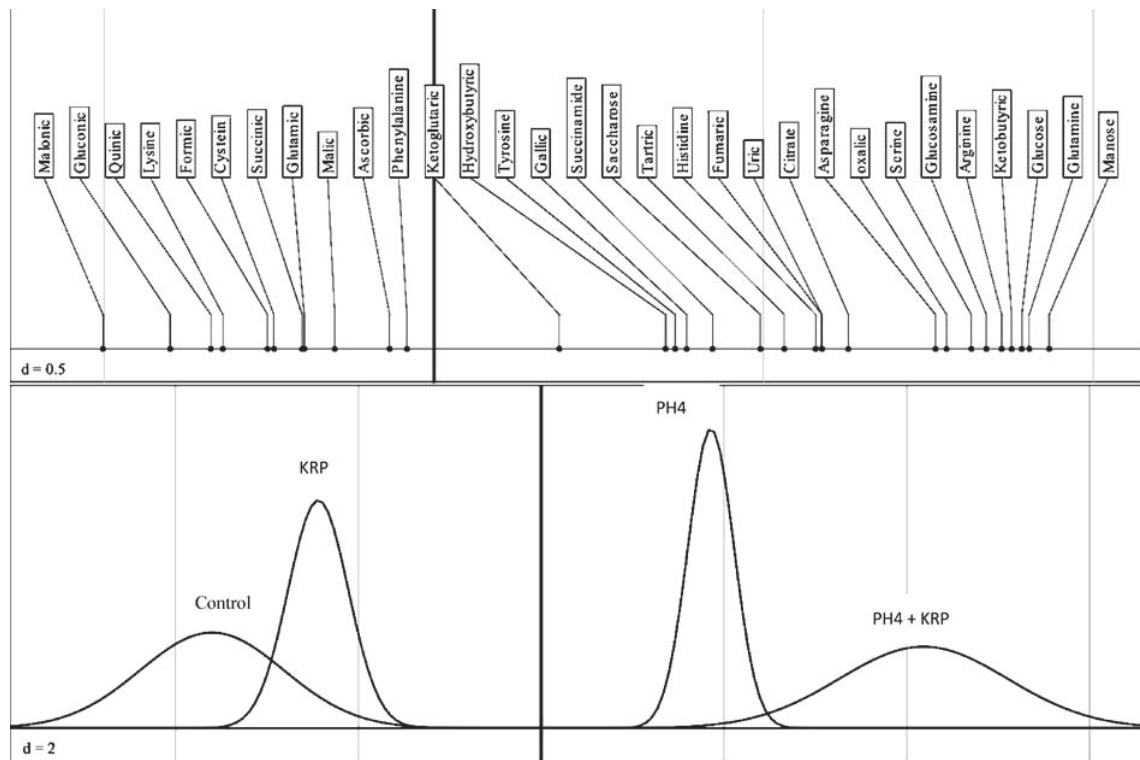 Malonic
Gluconic
Quinic
Lysine
Formic
Cystein
Succinic
Glutamic
Malic
Ascorbic
Phenylalanine
Ketoglutaric
Hydroxybutyric
Tyrosine
Gallic
Succinamide
Saccharose
Tartric
Histidine
Fumaric
Uric
Citrate
Asparagine
oxalic
Serine
Glucosamine
Arginine
Ketobutyric
Glucose
Glutamine
Manose
d = 0.5
PH4
KRP
Control
PH4 + KRP
d = 2